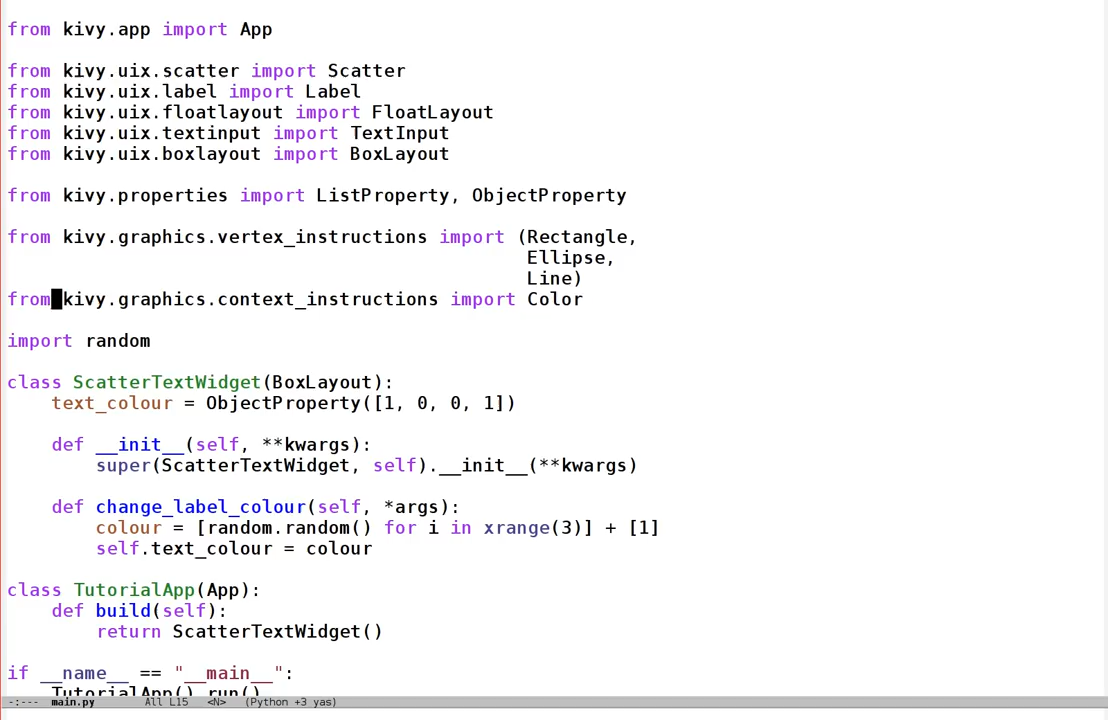 from kivy.app import App
from kivy.uix.scatter import Scatter
from kivy.uix.label import Label
from kivy.uix.floatlayout import FloatLayout
from kivy.uix.textinput import TextInput
from kivy.uix.boxlayout import BoxLayout
from kivy.properties import ListProperty, ObjectProperty
from kivy.graphics.vertex_instructions import (Rectangle,
Ellipse,
Line)
from kivy.graphics.context_instructions import Color
import random
class ScatterTextWidget(BoxLayout):
    text_colour = ObjectProperty([1, 0, 0, 1])
    def __init__(self, **kwargs):
        super(ScatterTextWidget, self).__init__(**kwargs)
    def change_label_colour(self, *args):
        colour = [random.random() for i in xrange(3)] + [1]
        self.text_colour = colour
class TutorialApp(App):
    def build(self):
        return ScatterTextWidget()
if __name__ == "__main__":
    TutorialApp().run()
-:--- main.py All L15 <N> (Python +3 yas)